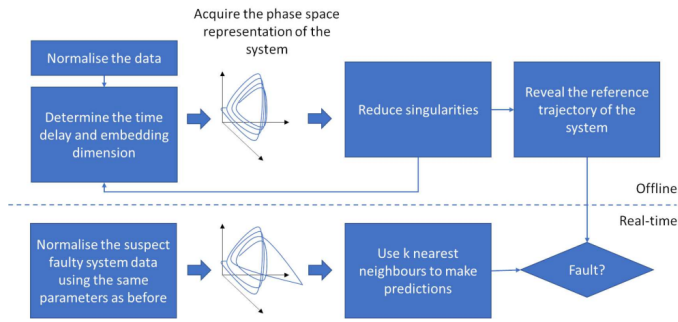 Acquire the phase space
representation of the
system
Normalise the data
Determine the time
delay and embedding
dimension
Reduce singularities
Reveal the reference
trajectory of the
system
Offline
Real-time
Normalise the suspect
faulty system data
using the same
parameters as before
Use k nearest
neighbours to make
predictions
Fault?